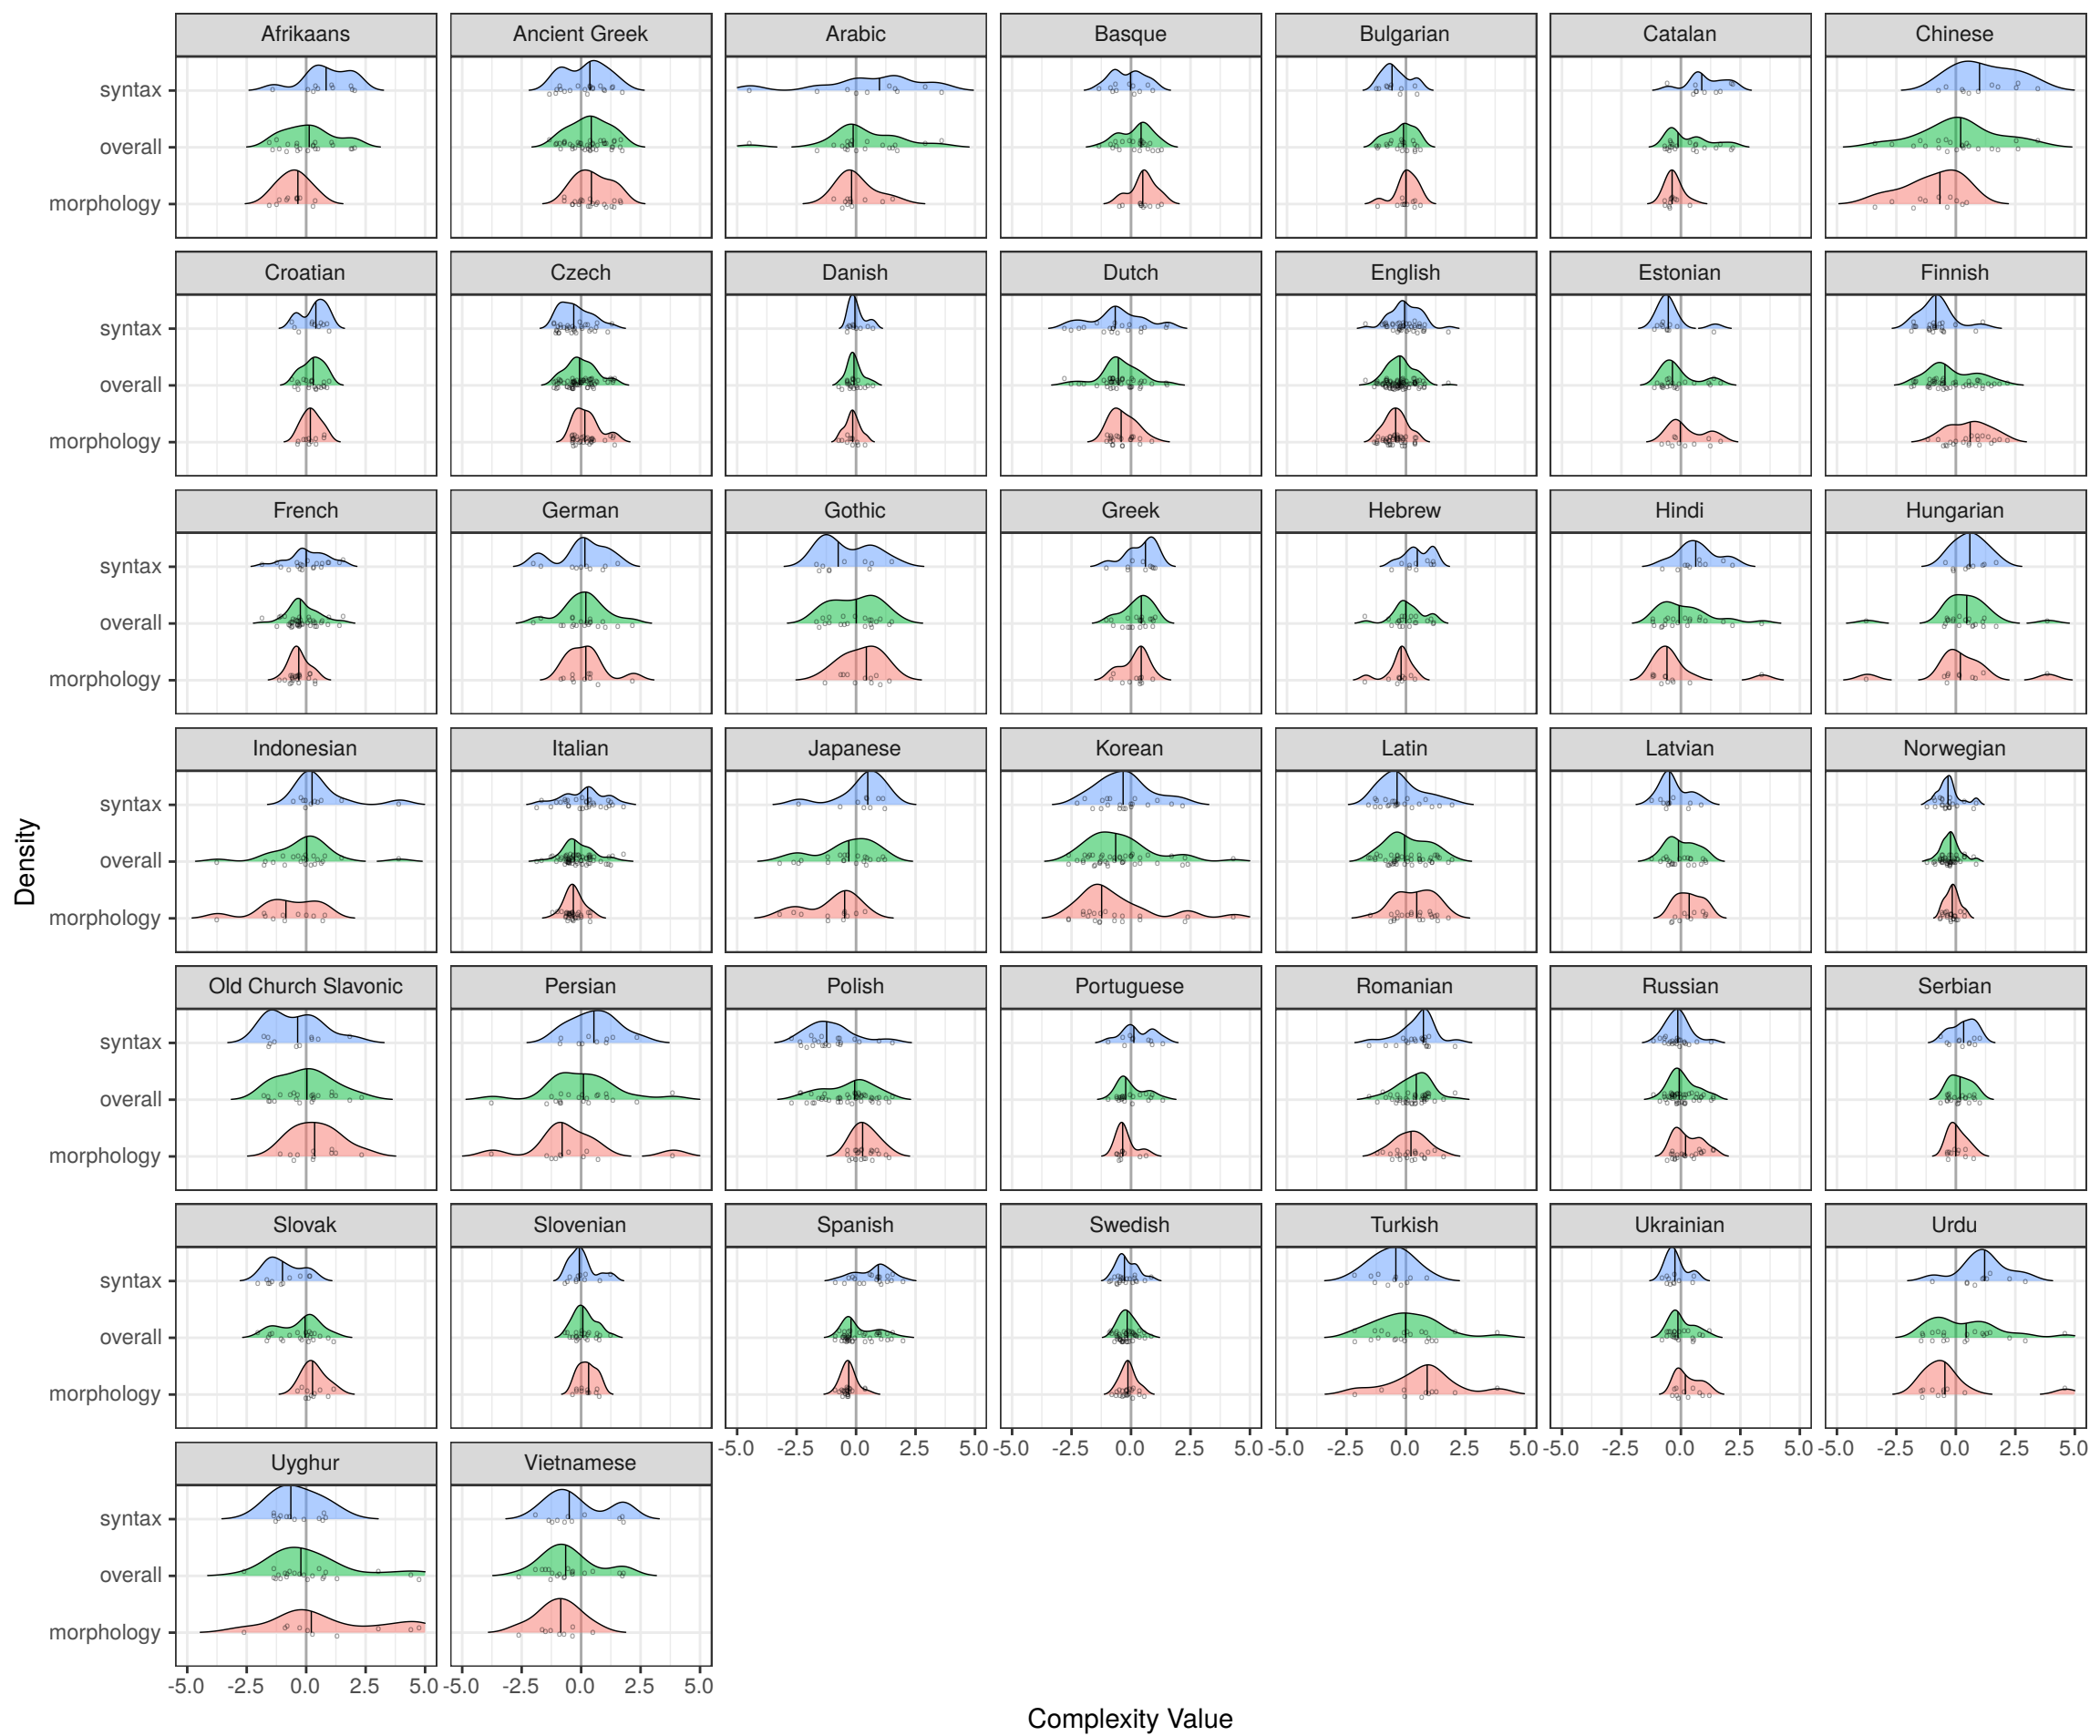 Afrikaans Ancient Greek Arabic Basque Bulgarian Catalan Chinese
syntax
overall
morphology
Croatian Czech Danish Dutch English Estonian Finnish
syntax
overall
morphology
French German Gothic Greek Hebrew Hindi Hungarian
syntax
overall
morphology
Indonesian Italian Japanese Korean Latin Latvian Norwegian
syntax
overall
morphology
Density
Old Church Slavonic Persian Polish Portuguese Romanian Russian Serbian
syntax
overall
morphology
Slovak Slovenian Spanish Swedish Turkish Ukrainian Urdu
syntax
overall
morphology
-5.0 -2.5 0.0 2.5 5.0 -5.0 -2.5 0.0 2.5 5.0 -5.0 -2.5 0.0 2.5 5.0 -5.0 -2.5 0.0 2.5 5.0 -5.0 -2.5 0.0 2.5 5.0
Uyghur Vietnamese
syntax
overall
morphology
-5.0 -2.5 0.0 2.5 5.0 -5.0 -2.5 0.0 2.5 5.0
Complexity Value